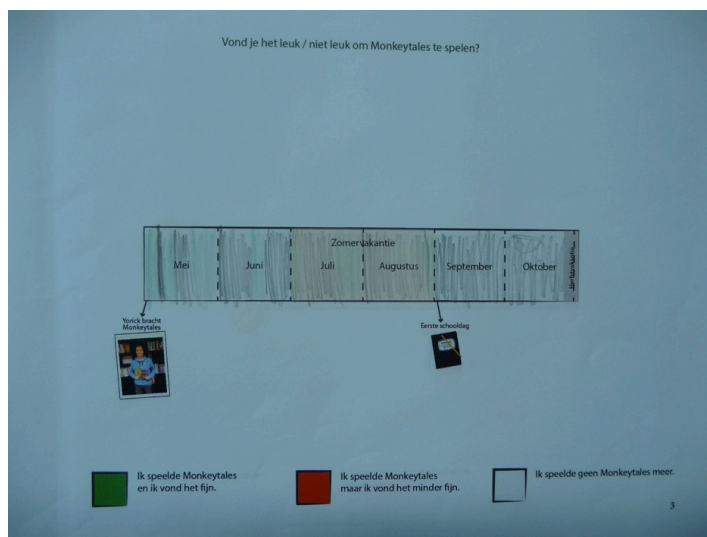 Vond je het leuk / niet leuk om Monkeytales te spelen?
Zomervakantie
Mei
Juni
Juli
Augustus
September
Oktober
Yorick bracht
Monkeytales
Eerste schooldag
Ik speelde Monkeytales
en ik vond het fijn.
Ik speelde Monkeytales
maar ik vond het minder fijn.
Ik speelde geen Monkeytales meer.
3